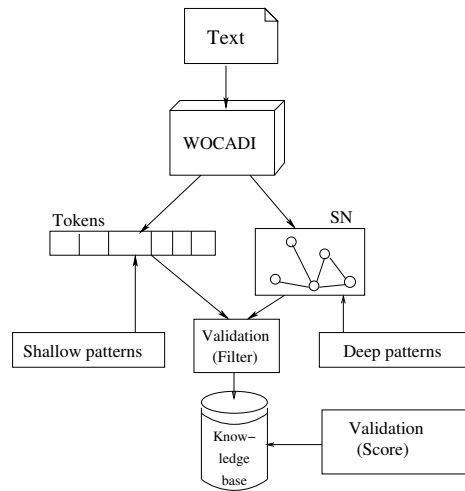 Text
WOCADI
Tokens
SN
Validation
(Filter)
Shallow patterns
Deep patterns
Know–
ledge
base
Validation
(Score)